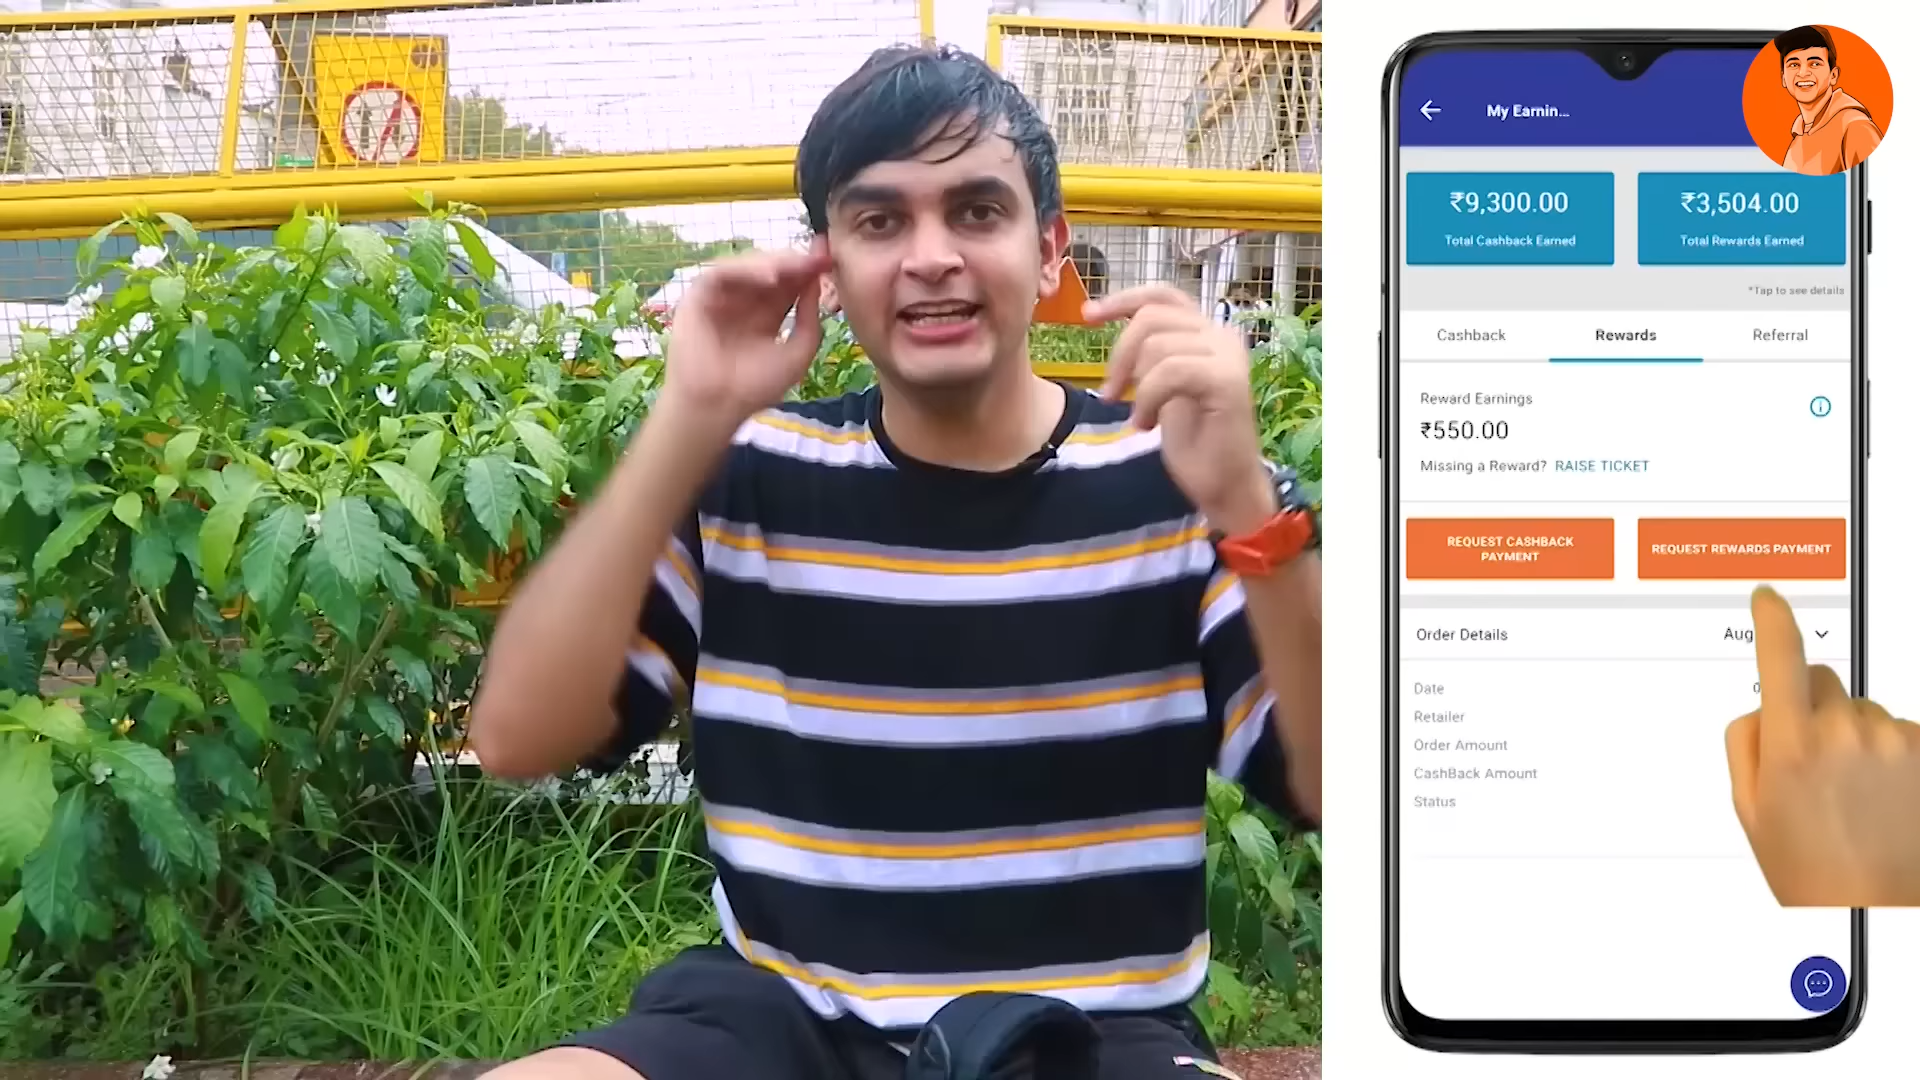 My Earnin...
₹9,300.00
Total Cashback Earned
₹3,504.00
Total Rewards Earned
*Tap to see details
Cashback
Rewards
Referral
Reward Earnings
₹550.00
Missing a Reward? RAISE TICKET
REQUEST CASHBACK
PAYMENT
REQUEST REWARDS PAYMENT
Order Details
Aug
Date
Retailer
Order Amount
CashBack Amount
Status